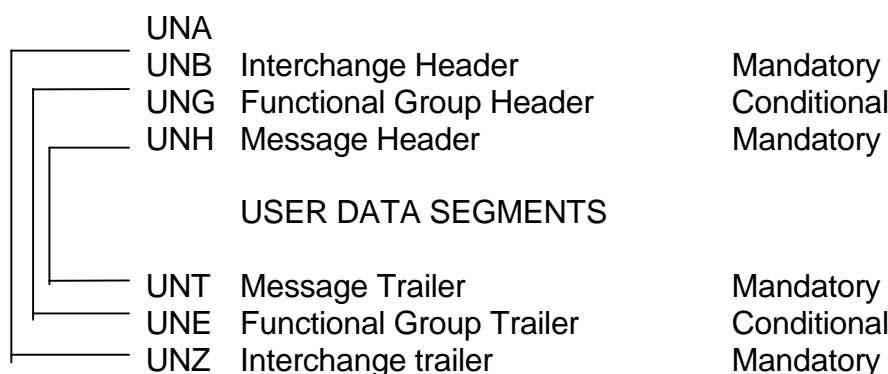 UNA
UNB Interchange Header Mandatory
UNG Functional Group Header Conditional
UNH Message Header Mandatory
USER DATA SEGMENTS
UNT Message Trailer Mandatory
UNE Functional Group Trailer Conditional
UNZ Interchange trailer Mandatory